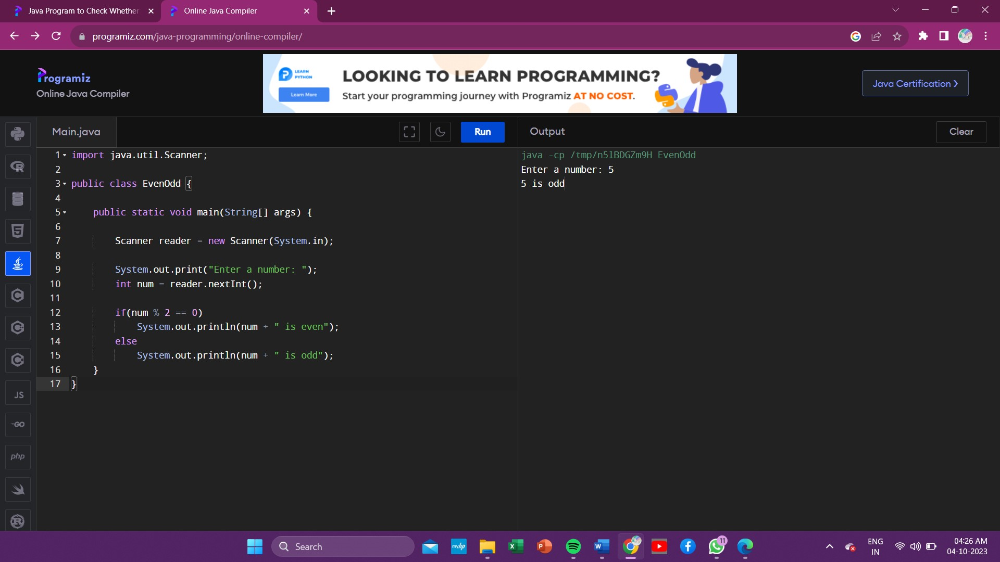 Java Program to Check Whether
Online Java Compiler
programiz.com/java-programming/online-compiler/
Programiz
Online Java Compiler
LEARN
PYTHON
Learn More
LOOKING TO LEARN PROGRAMMING?
Start your programming journey with Programiz AT NO COST.
Java Certification ❯
Main.java
Run
Output
Clear
1 import java.util.Scanner;
2
3 public class EvenOdd {
4
5 public static void main(String[] args) {
6
7 Scanner reader = new Scanner(System.in);
8
9 System.out.print("Enter a number: ");
10 int num = reader.nextInt();
11
12 if(num % 2 == 0)
13 System.out.println(num + " is even");
14 else
15 System.out.println(num + " is odd");
16 }
17 }
java -cp /tmp/n5lBDGZm9H EvenOdd
Enter a number: 5
5 is odd
R
5
C
C
C
JS
GO
php
R
Search
myhp
X
P
W
11
ENG
IN
04:26 AM
04-10-2023